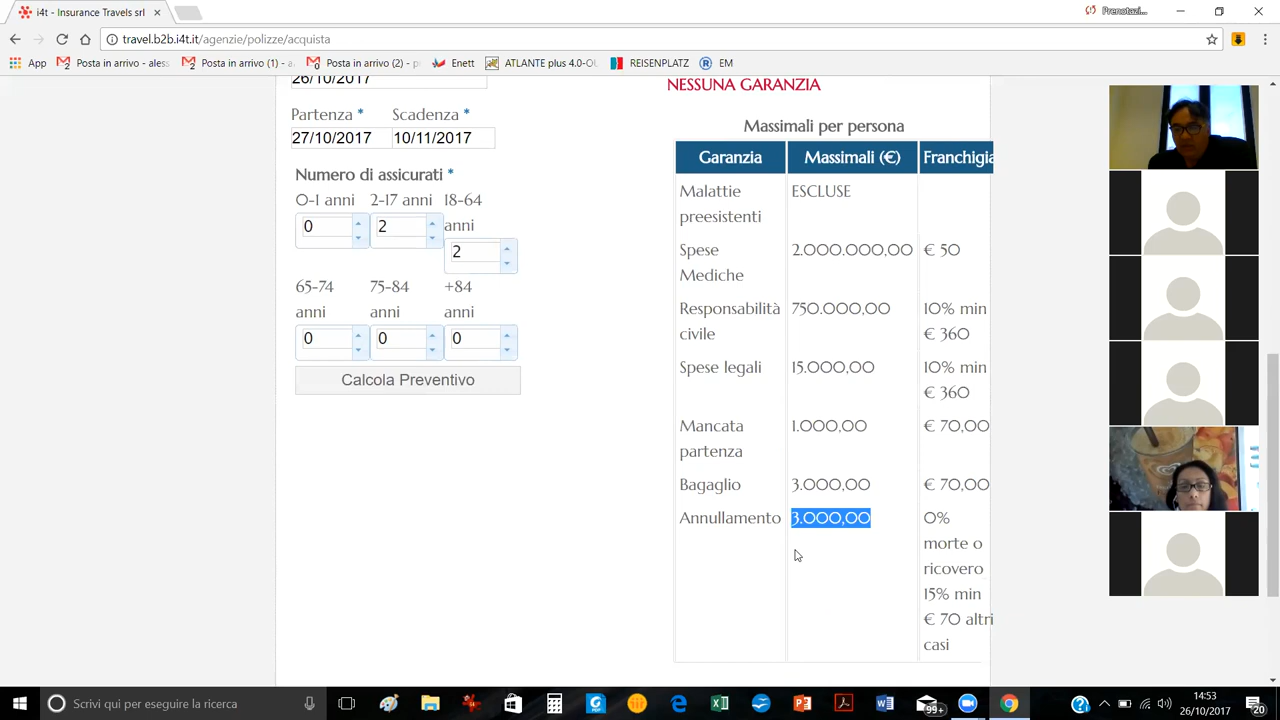 i4t - Insurance Travels srl
Prenotazi...
travel.b2b.i4t.it/agenzie/polizze/acquista
App
Posta in arrivo - aless
Posta in arrivo (1) - a
Posta in arrivo (2) - p
Enett
ATLANTE plus 4.0-OU
REISENPLATZ
EM
26/10/2017
Partenza * Scadenza *
27/10/2017 10/11/2017
Numero di assicurati *
0-1 anni 2-17 anni 18-64
anni
0 2
2
65-74 75-84 +84
anni anni anni
0 0 0
Calcola Preventivo
NESSUNA GARANZIA
Massimali per persona
Garanzia Massimali (€) Franchigia
Malattie ESCLUSE
preesistenti
Spese 2.000.000,00 € 50
Mediche
Responsabilità 750.000,00 10% min
civile € 360
Spese legali 15.000,00 10% min
€ 360
Mancata 1.000,00 € 70,00
partenza
Bagaglio 3.000,00 € 70,00
Annullamento 3.000,00 0%
morte o
ricovero
15% min
€ 70 altri
casi
Scrivi qui per eseguire la ricerca
99+
14:53
26/10/2017
20